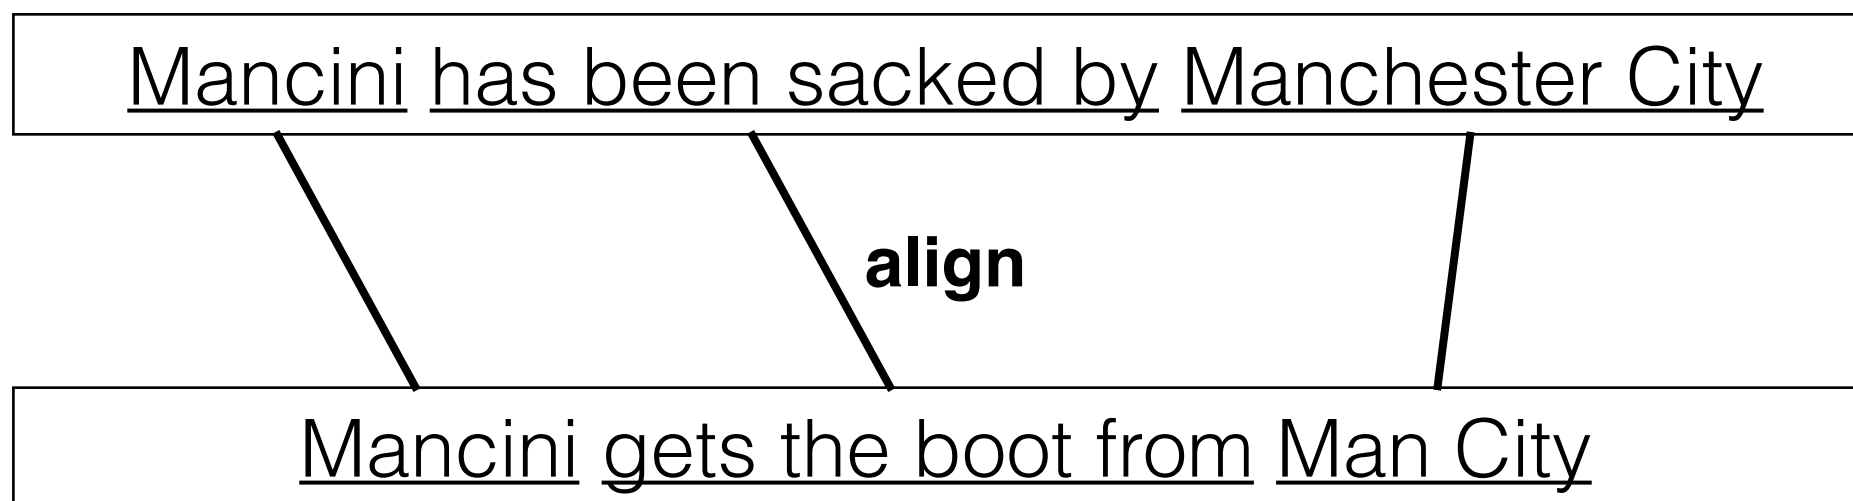 Mancini has been sacked by Manchester City
align
Mancini gets the boot from Man City